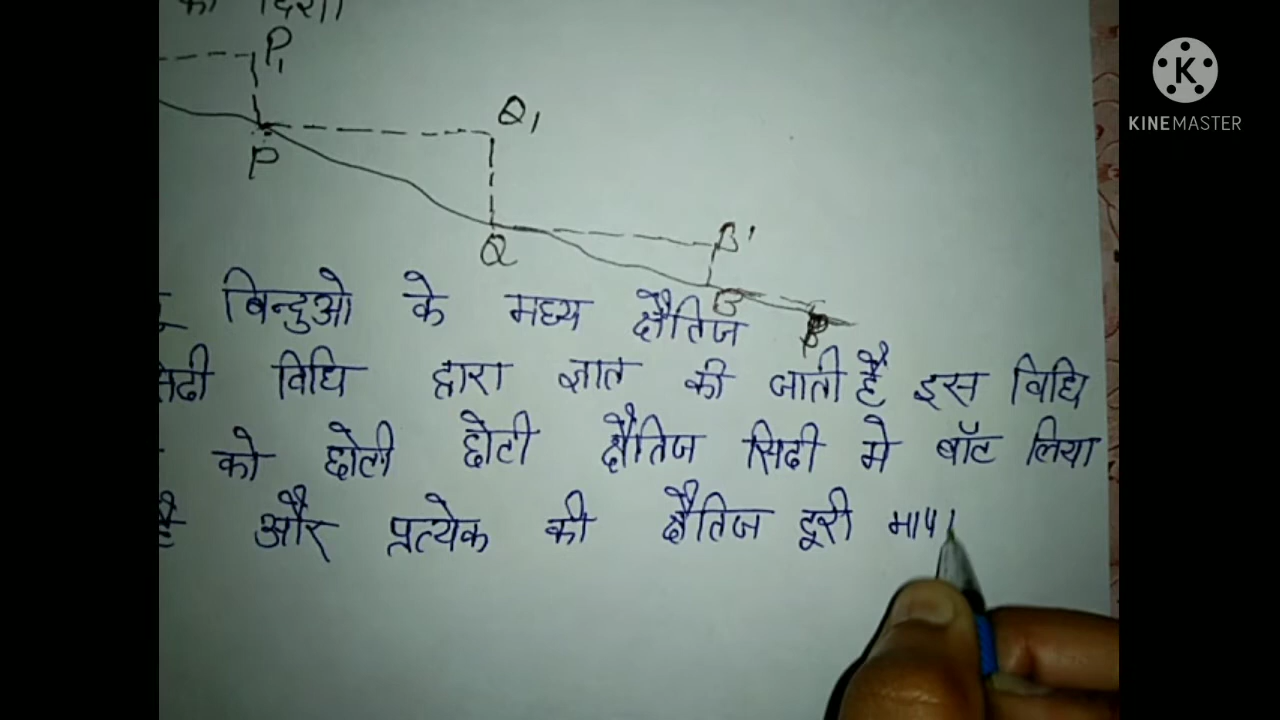 की दिशा
P1
Q1
P
B'
Q
B
बिन्दुओ के मध्य क्षैतिज
विधि द्वारा ज्ञात की जाती है इस विधि
को छोटी छोटी क्षैतिज सिढी मे बॉट लिया
है और प्रत्येक की क्षैतिज दूरी माप
KINEMASTER